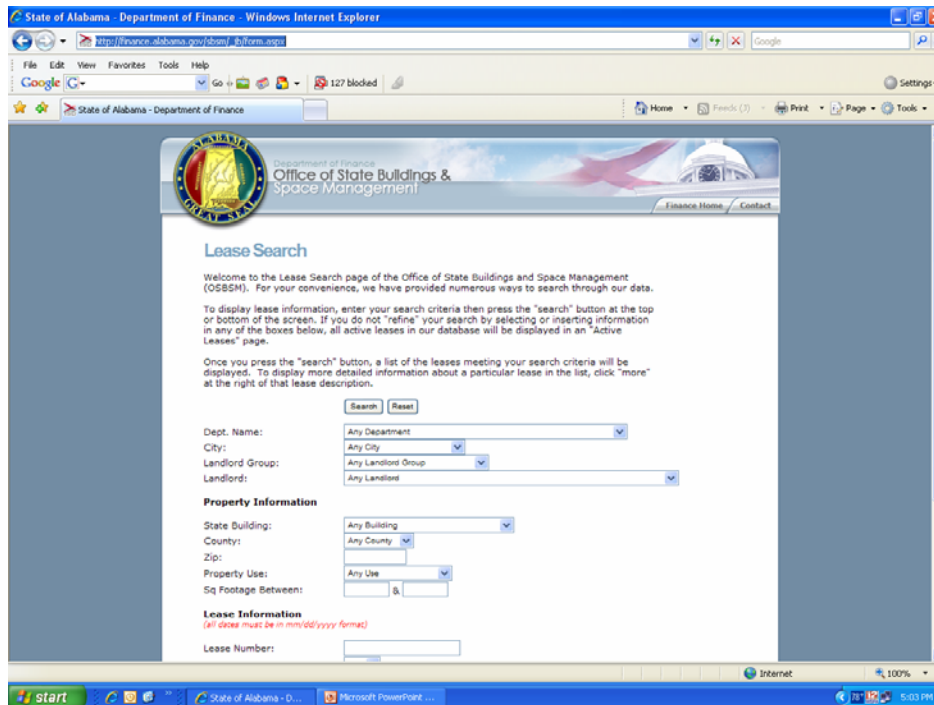 State of Alabama - Department of Finance - Windows Internet Explorer
http://finance.alabama.gov/sbsm/_fb/form.aspx
Google
File Edit View Favorites Tools Help
Google G Go 127 blocked Settings
State of Alabama - Department of Finance Home Feeds (J) Print Page Tools
ALABAMA
GREAT SEAL
Department of Finance
Office of State Buildings &
Space Management
Finance Home Contact
Lease Search
Welcome to the Lease Search page of the Office of State Buildings and Space Management
(OSBSM). For your convenience, we have provided numerous ways to search through our data.
To display lease information, enter your search criteria then press the "search" button at the top
or bottom of the screen. If you do not "refine" your search by selecting or inserting information
in any of the boxes below, all active leases in our database will be displayed in an "Active
Leases" page.
Once you press the "search" button, a list of the leases meeting your search criteria will be
displayed. To display more detailed information about a particular lease in the list, click "more"
at the right of that lease description.
Search Reset
Dept. Name: Any Department
City: Any City
Landlord Group: Any Landlord Group
Landlord: Any Landlord
Property Information
State Building: Any Building
County: Any County
Zip:
Property Use: Any Use
Sq Footage Between: &
Lease Information
(all dates must be in mm/dd/yyyy format)
Lease Number:
Internet 100%
start State of Alabama - D... Microsoft PowerPoint ... 78° 5:03 PM